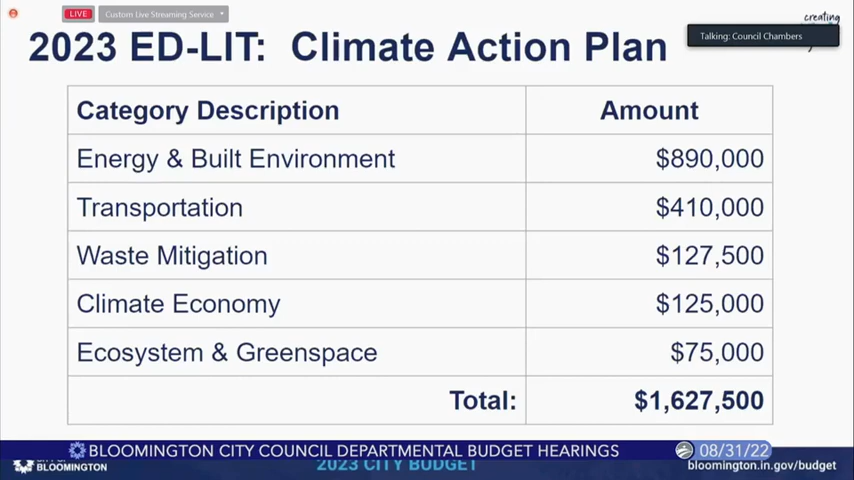 LIVE Custom Live Streaming Service
creating
2023 ED-LIT: Climate Action Plan
Talking: Council Chambers
Category Description Amount
Energy & Built Environment $890,000
Transportation $410,000
Waste Mitigation $127,500
Climate Economy $125,000
Ecosystem & Greenspace $75,000
Total: $1,627,500
BLOOMINGTON CITY COUNCIL DEPARTMENTAL BUDGET HEARINGS 08/31/22
BLOOMINGTON 2023 CITY BUDGET bloomington.in.gov/budget